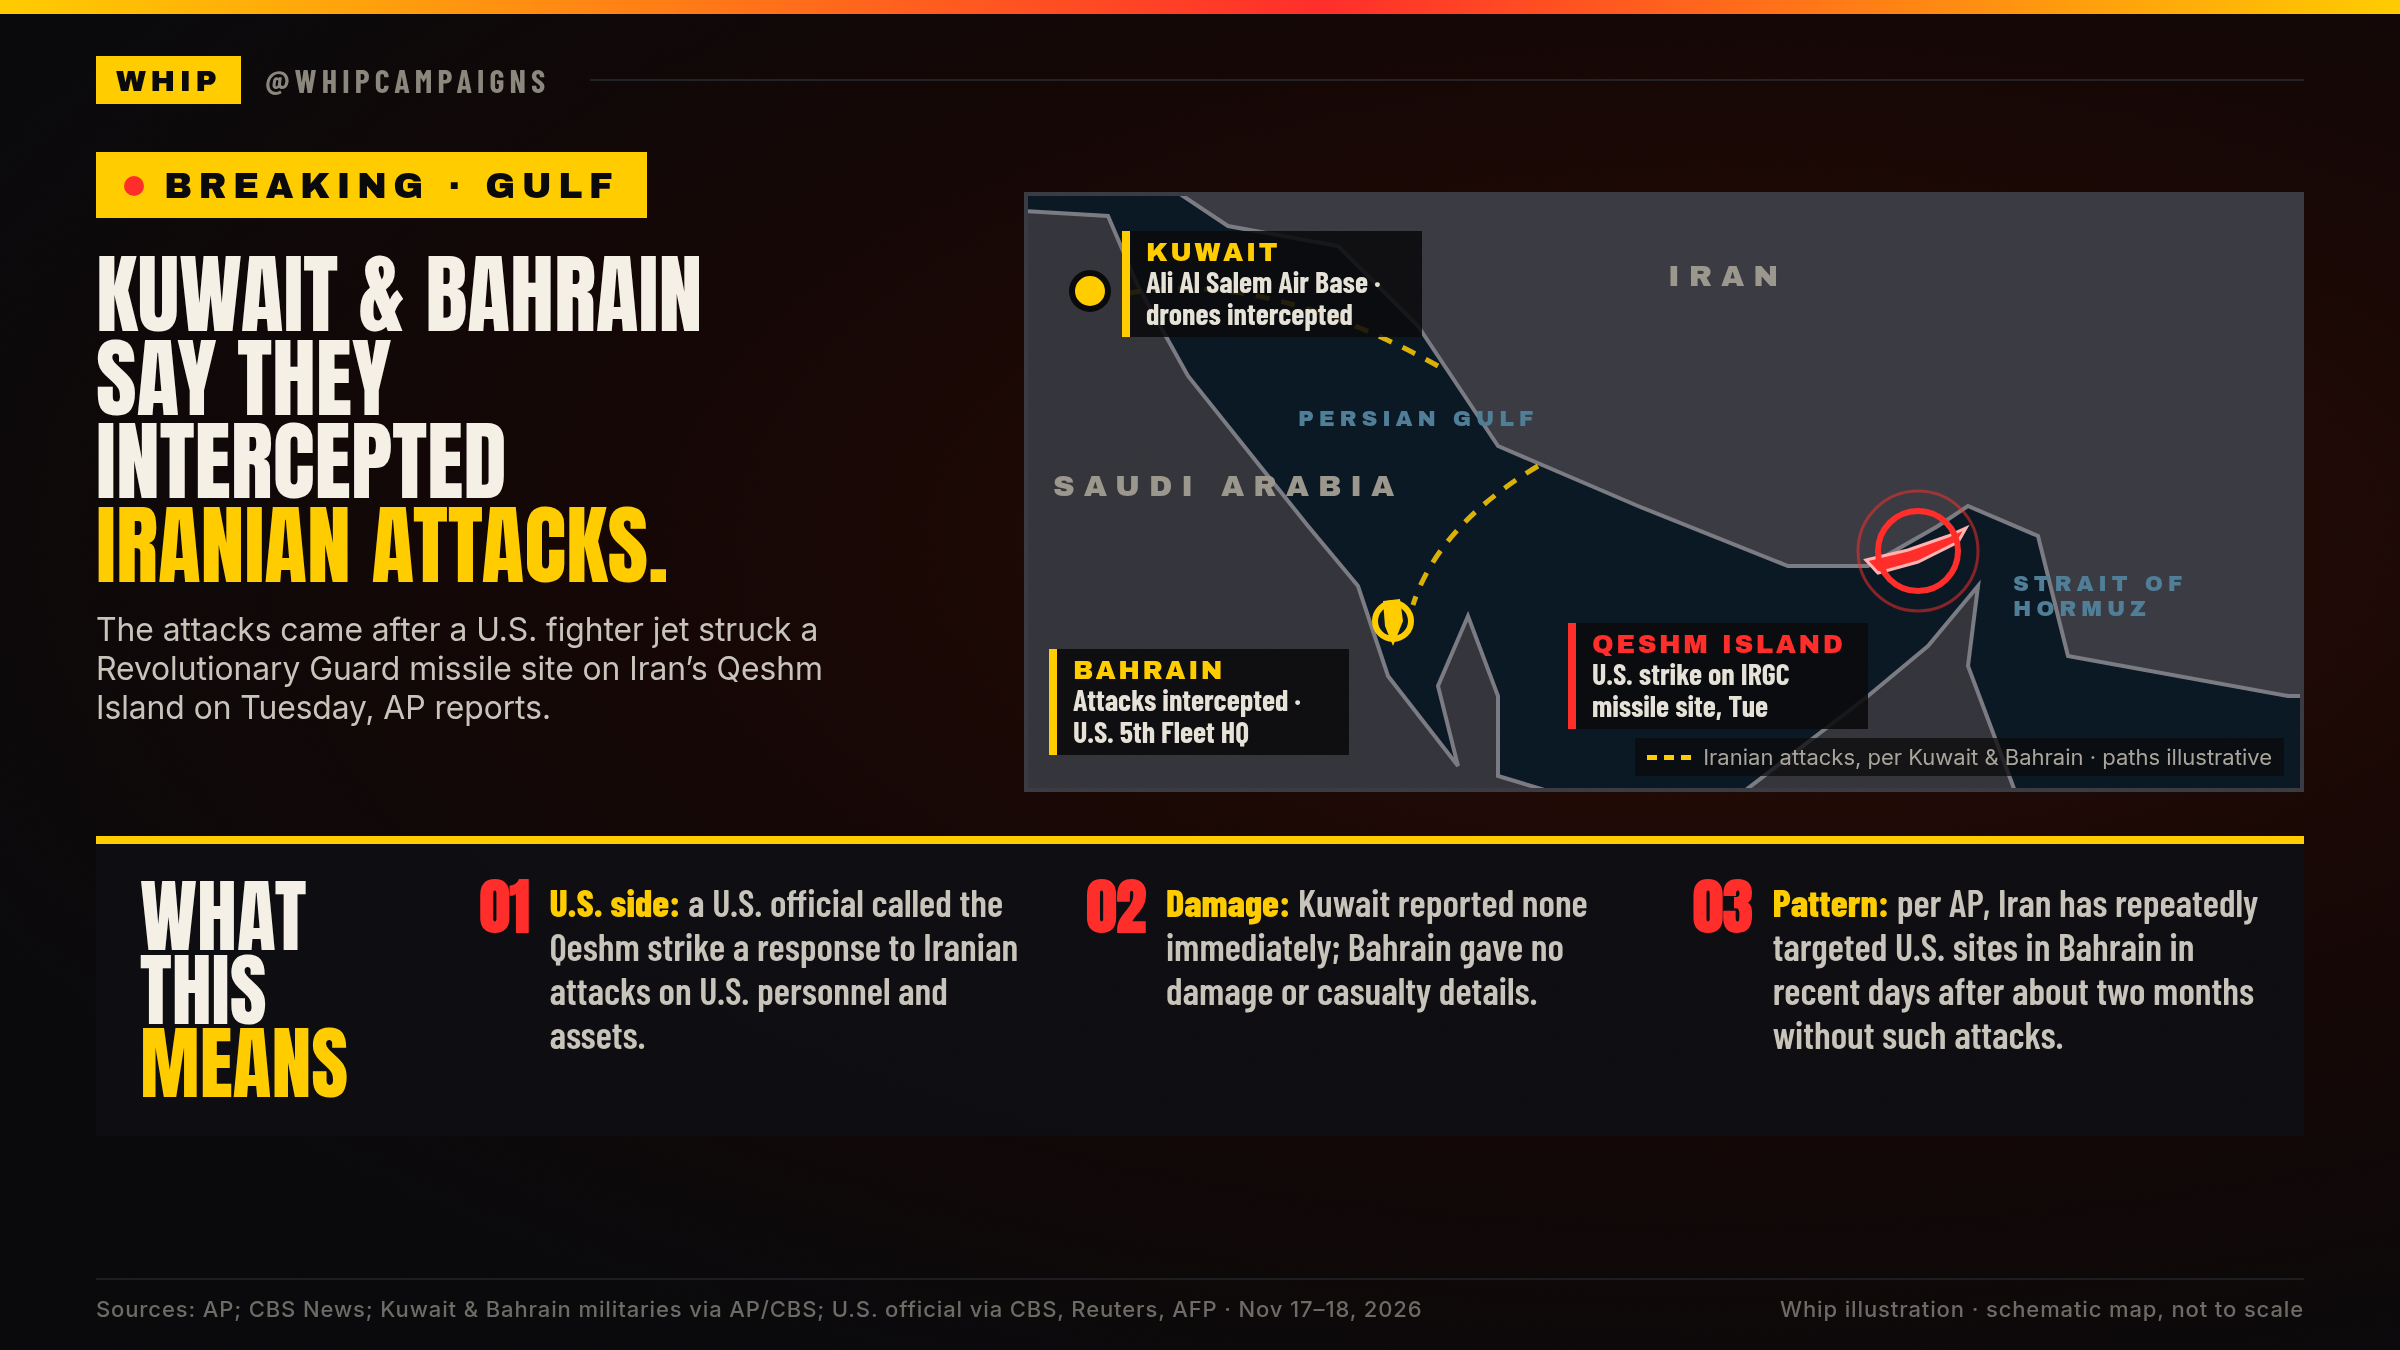 WHIP
@WHIPCAMPAIGNS
BREAKING · GULF
KUWAIT & BAHRAIN
SAY THEY
INTERCEPTED
IRANIAN ATTACKS.
The attacks came after a U.S. fighter jet struck a
Revolutionary Guard missile site on Iran’s Qeshm
Island on Tuesday, AP reports.
KUWAIT
Ali Al Salem Air Base ·
drones intercepted
IRAN
PERSIAN GULF
SAUDI ARABIA
STRAIT OF
HORMUZ
BAHRAIN
Attacks intercepted ·
U.S. 5th Fleet HQ
QESHM ISLAND
U.S. strike on IRGC
missile site, Tue
Iranian attacks, per Kuwait & Bahrain · paths illustrative
WHAT
THIS
MEANS
01
U.S. side: a U.S. official called the
Qeshm strike a response to Iranian
attacks on U.S. personnel and
assets.
02
Damage: Kuwait reported none
immediately; Bahrain gave no
damage or casualty details.
03
Pattern: per AP, Iran has repeatedly
targeted U.S. sites in Bahrain in
recent days after about two months
without such attacks.
Sources: AP; CBS News; Kuwait & Bahrain militaries via AP/CBS; U.S. official via CBS, Reuters, AFP · Nov 17–18, 2026
Whip illustration · schematic map, not to scale